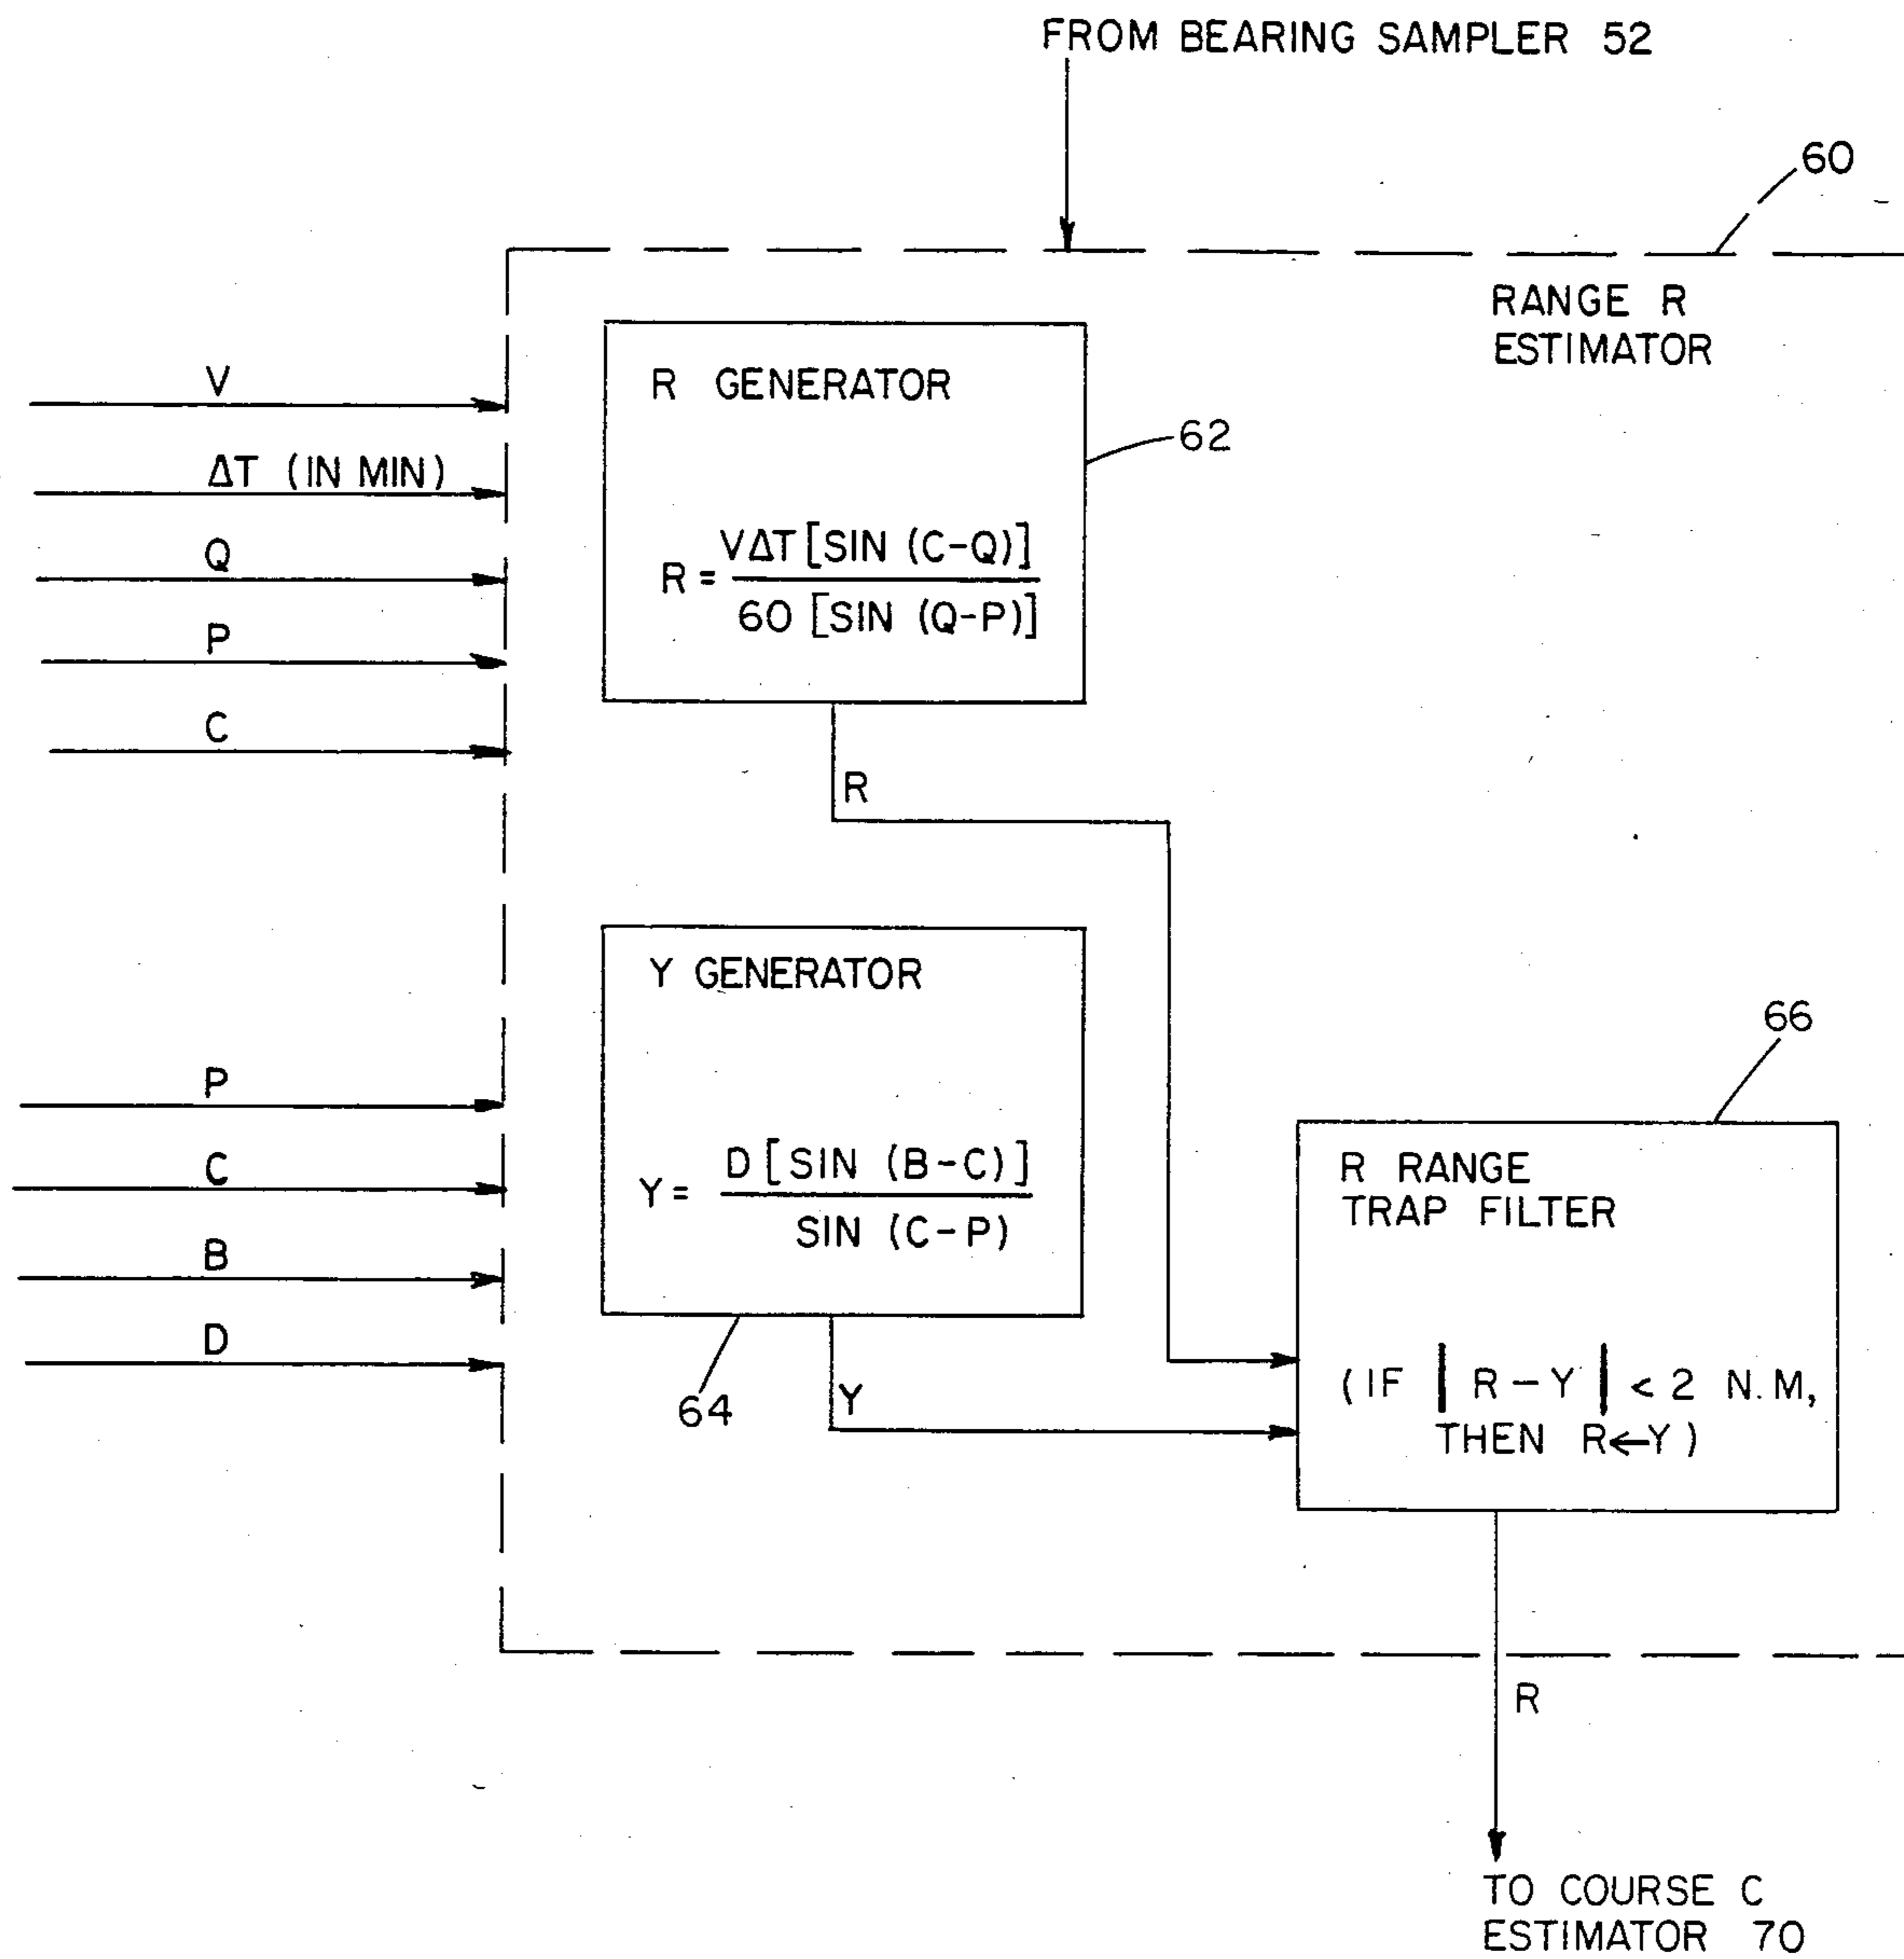 FROM BEARING SAMPLER 52
60
RANGE R
ESTIMATOR
V
ΔT (IN MIN)
Q
P
C
R GENERATOR
62
R = VΔT[SIN (C-Q)] / 60 [SIN (Q-P)]
R
P
C
B
D
Y GENERATOR
Y = D [SIN (B-C)] / SIN (C-P)
64
Y
66
R RANGE
TRAP FILTER
(IF | R - Y | < 2 N.M,
THEN R←Y)
R
TO COURSE C
ESTIMATOR 70